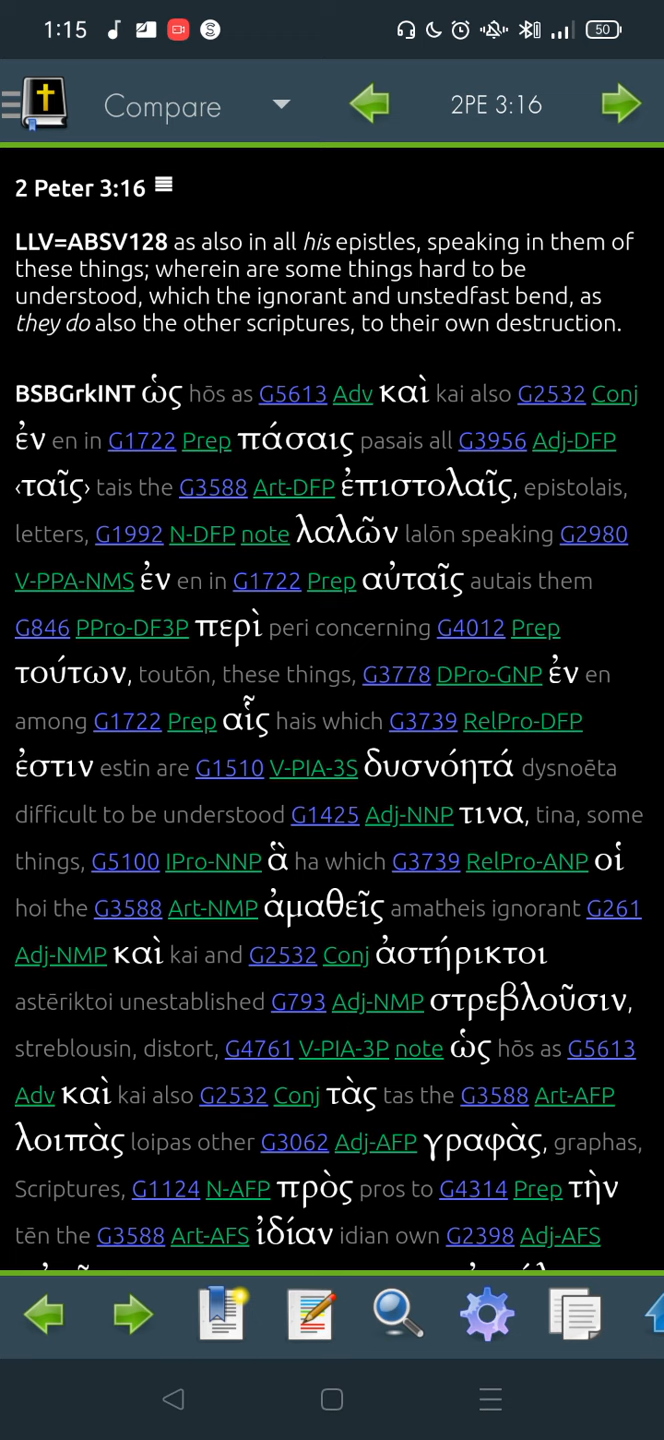 1:15
50
Compare
2PE 3:16
2 Peter 3:16
LLV=ABSV128 as also in all his epistles, speaking in them of
these things; wherein are some things hard to be
understood, which the ignorant and unstedfast bend, as
they do also the other scriptures, to their own destruction.
BSBGrkINT ὡς hōs as G5613 Adv καὶ kai also G2532 Conj
ἐν en in G1722 Prep πάσαις pasais all G3956 Adj-DFP
‹ταῖς› tais the G3588 Art-DFP ἐπιστολαῖς, epistolais,
letters, G1992 N-DFP note λαλῶν lalōn speaking G2980
V-PPA-NMS ἐν en in G1722 Prep αὐταῖς autais them
G846 PPro-DF3P περὶ peri concerning G4012 Prep
τούτων, toutōn, these things, G3778 DPro-GNP ἐν en
among G1722 Prep αἷς hais which G3739 RelPro-DFP
ἐστιν estin are G1510 V-PIA-3S δυσνόητά dysnoēta
difficult to be understood G1425 Adj-NNP τινα, tina, some
things, G5100 IPro-NNP ἃ ha which G3739 RelPro-ANP οἱ
hoi the G3588 Art-NMP ἀμαθεῖς amatheis ignorant G261
Adj-NMP καὶ kai and G2532 Conj ἀστήρικτοι
astēriktoi unestablished G793 Adj-NMP στρεβλοῦσιν,
streblousin, distort, G4761 V-PIA-3P note ὡς hōs as G5613
Adv καὶ kai also G2532 Conj τὰς tas the G3588 Art-AFP
λοιπὰς loipas other G3062 Adj-AFP γραφὰς, graphas,
Scriptures, G1124 N-AFP πρὸς pros to G4314 Prep τὴν
tēn the G3588 Art-AFS ἰδίαν idian own G2398 Adj-AFS